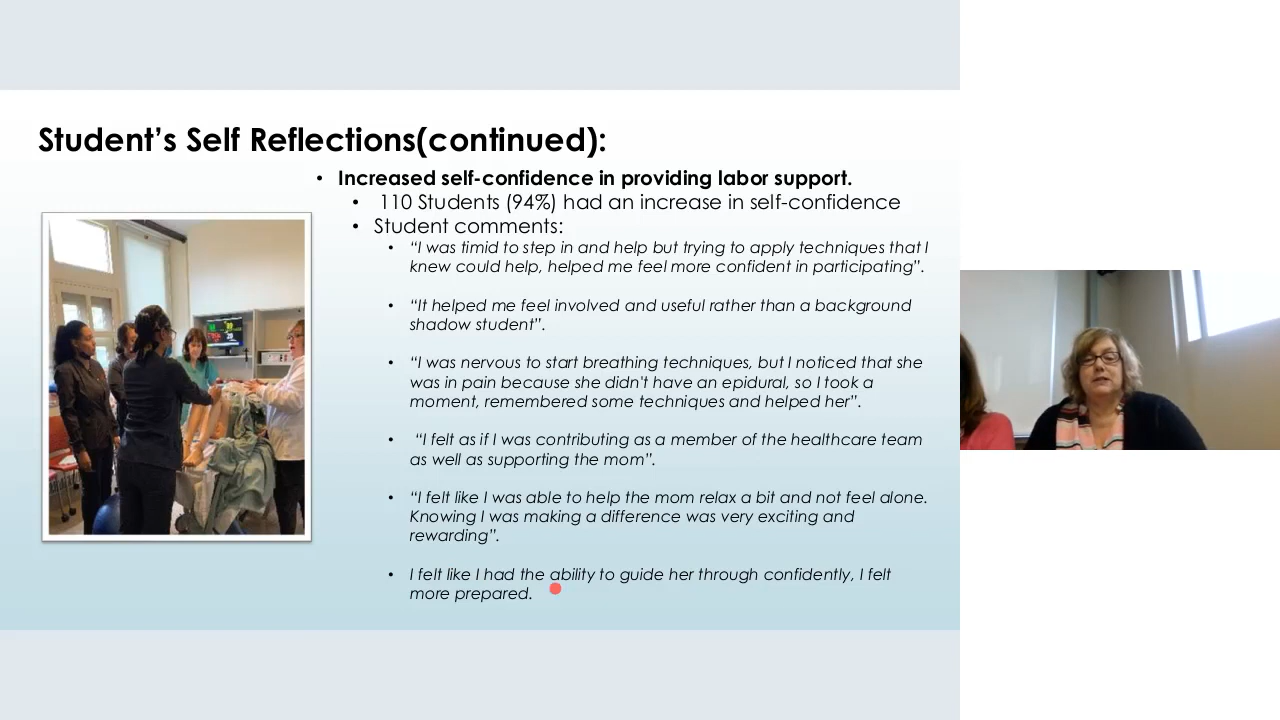 Student’s Self Reflections(continued):
• Increased self-confidence in providing labor support.
• 110 Students (94%) had an increase in self-confidence
• Student comments:
• “I was timid to step in and help but trying to apply techniques that I
knew could help, helped me feel more confident in participating”.
• “It helped me feel involved and useful rather than a background
shadow student”.
• “I was nervous to start breathing techniques, but I noticed that she
was in pain because she didn't have an epidural, so I took a
moment, remembered some techniques and helped her”.
• “I felt as if I was contributing as a member of the healthcare team
as well as supporting the mom”.
• “I felt like I was able to help the mom relax a bit and not feel alone.
Knowing I was making a difference was very exciting and
rewarding”.
• I felt like I had the ability to guide her through confidently, I felt
more prepared.